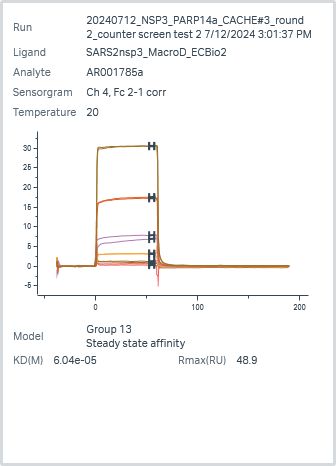 Run 20240712_NSP3_PARP14a_CACHE#3_round
2_counter screen test 2 7/12/2024 3:01:37 PM
Ligand SARS2nsp3_MacroD_ECBio2
Analyte AR001785a
Sensorgram Ch 4, Fc 2-1 corr
Temperature 20
30
25
20
15
10
5
0
-5
0 100 200
Model Group 13
Steady state affinity
KD(M) 6.04e-05 Rmax(RU) 48.9